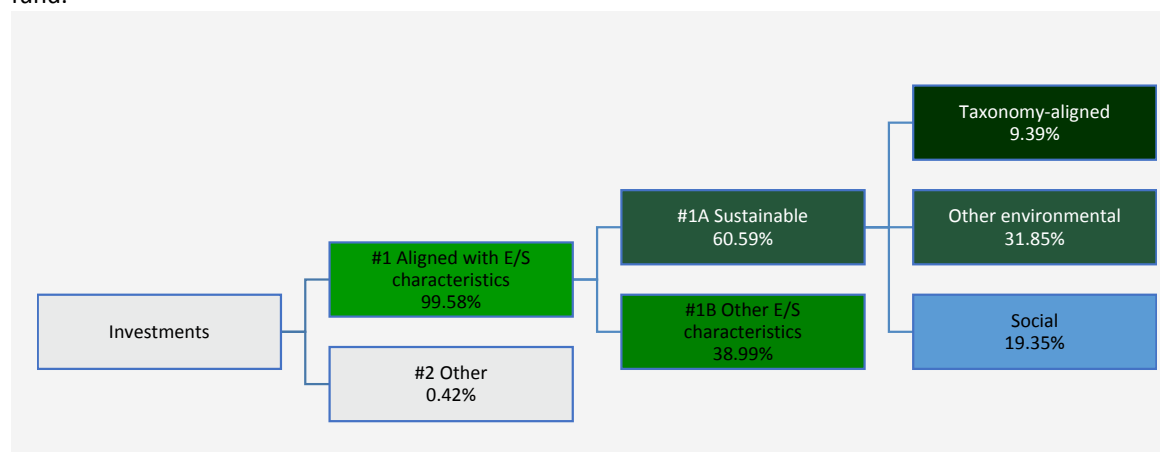 fund.
Taxonomy-aligned
9.39%
#1A Sustainable
60.59%
Other environmental
31.85%
#1 Aligned with E/S
characteristics
99.58%
Investments
#1B Other E/S
characteristics
38.99%
Social
19.35%
#2 Other
0.42%